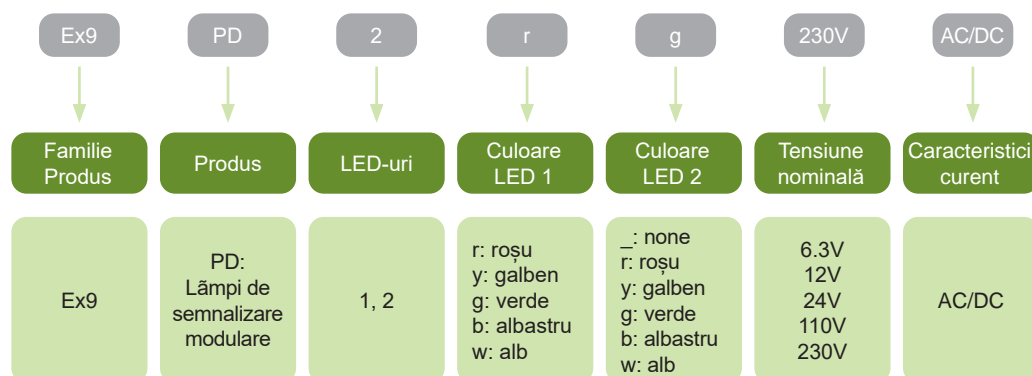 Ex9 PD 2 r g 230V AC/DC
Familie
Produs
Produs
LED-uri
Culoare
LED 1
Culoare
LED 2
Tensiune
nominală
Caracteristici
curent
Ex9
PD:
Lãmpi de
semnalizare
modulare
1, 2
r: roșu
y: galben
g: verde
b: albastru
w: alb
_: none
r: roșu
y: galben
g: verde
b: albastru
w: alb
6.3V
12V
24V
110V
230V
AC/DC